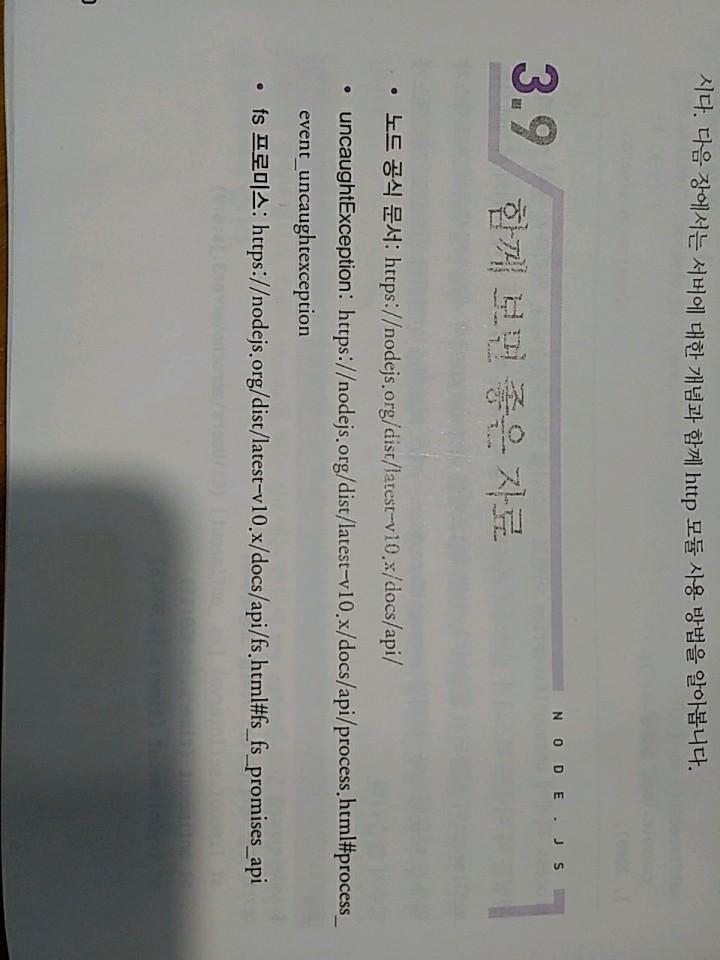 시다. 다음 장에서는 서버에 대한 개념과 함께 http 모듈 사용 방법을 알아봅니다.
3.9 함께 보면 좋은 자료
NODE.JS
• 노드 공식 문서: https://nodejs.org/dist/latest-v10.x/docs/api/
• uncaughtException: https://nodejs.org/dist/latest-v10.x/docs/api/process.html#process_
event_uncaughtexception
• fs 프로미스: https://nodejs.org/dist/latest-v10.x/docs/api/fs.html#fs_fs_promises_api